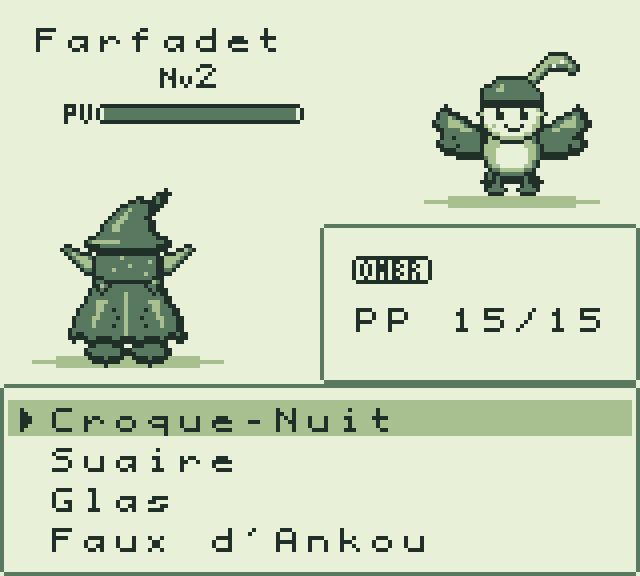 Farfadet
Nv2
PV
PP 15/15
Croque-Nuit
Suaire
Glas
Faux d'Ankou